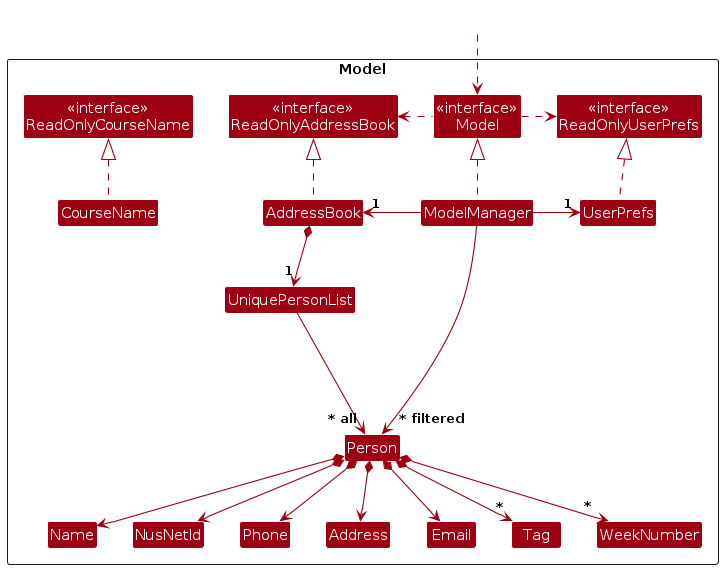 Model
«interface»
ReadOnlyCourseName
«interface»
ReadOnlyAddressBook
«interface»
Model
«interface»
ReadOnlyUserPrefs
CourseName
AddressBook
1
ModelManager
1
UserPrefs
1
UniquePersonList
* all
* filtered
Person
*
*
Name
NusNetId
Phone
Address
Email
Tag
WeekNumber